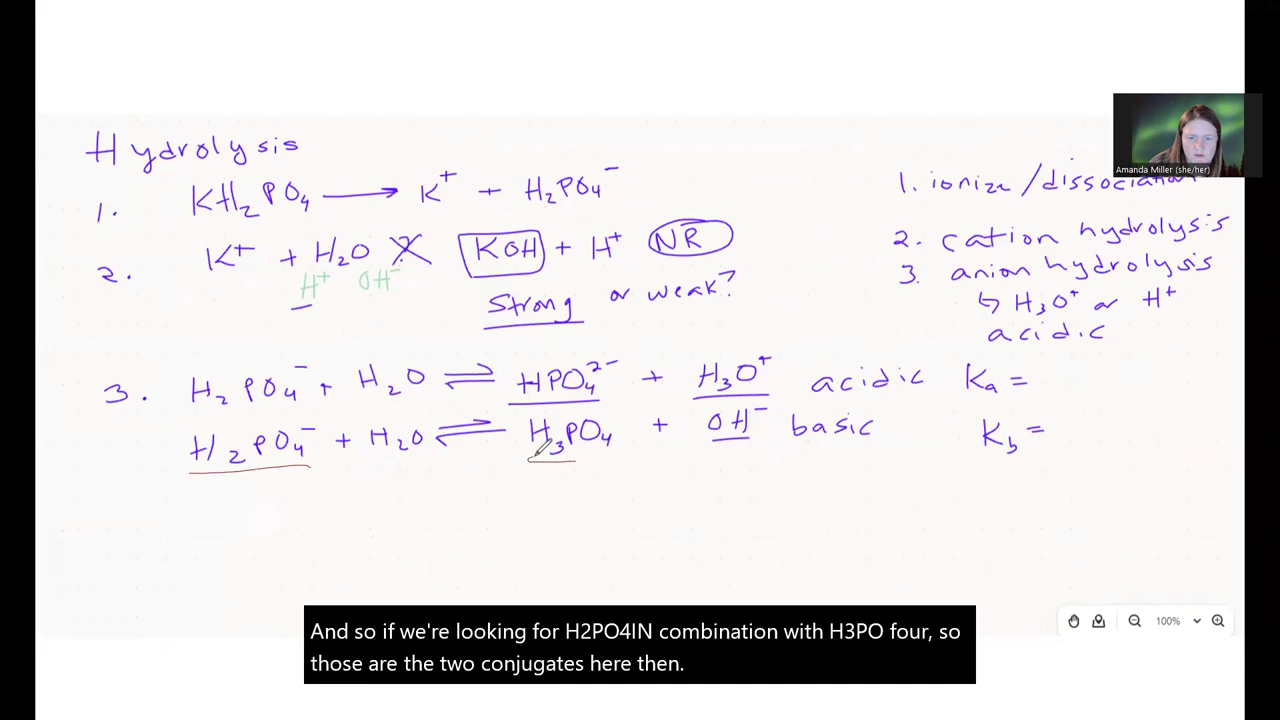 Hydrolysis
Amanda Miller (she/her)
1. KH₂PO₄ ⟶ K⁺ + H₂PO₄⁻
1. ionize / dissociation
2. K⁺ + H₂O KOH + H⁺ NR
H⁺ OH⁻
Strong or weak?
2. cation hydrolysis
3. anion hydrolysis
↳ H₃O⁺ or H⁺
acidic
3. H₂PO₄⁻ + H₂O ⇌ HPO₄²⁻ + H₃O⁺ acidic Ka =
H₂PO₄⁻ + H₂O ⇌ H₃PO₄ + OH⁻ basic Kb =
And so if we're looking for H2PO4IN combination with H3PO four, so
those are the two conjugates here then.
100%